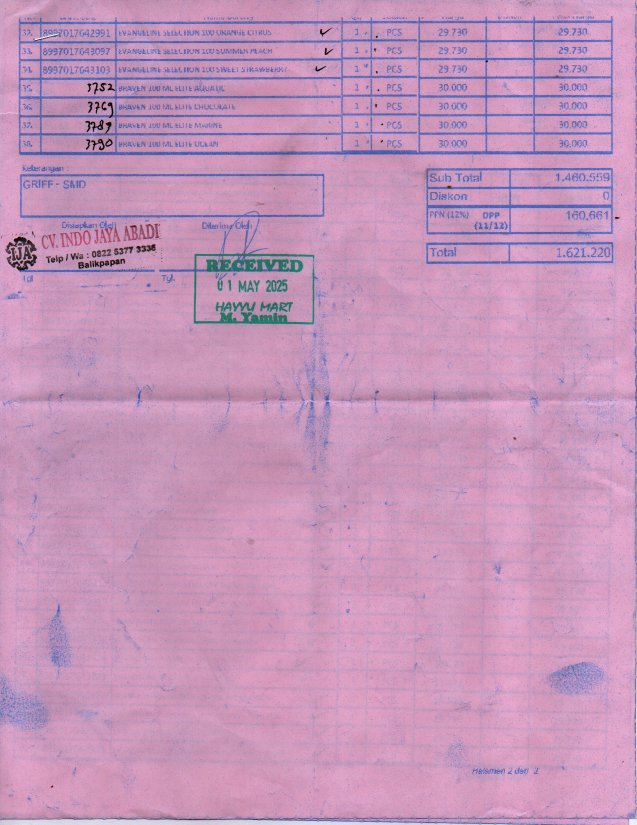 32. 8997017642991 EVANGELINE SELECTION 100 ORANGE CITRUS 1 PCS 29.730 29.730
33. 8997017643097 EVANGELINE SELECTION 100 SUMMER PEACH 1 PCS 29.730 29.730
34. 8997017643103 EVANGELINE SELECTION 100 SWEET STRAWBERRY 1 PCS 29.730 29.730
35. 3752 BRAVEN 100 ML ELITE AQUATIC 1 PCS 30.000 30.000
36. 3769 BRAVEN 100 ML ELITE CHOCOLATE 1 PCS 30.000 30.000
37. 3789 BRAVEN 100 ML ELITE MARINE 1 PCS 30.000 30.000
38. 3790 BRAVEN 100 ML ELITE OCEAN 1 PCS 30.000 30.000
Keterangan :
GRIFF - SMD
Sub Total 1.460.559
Diskon 0
PPN (12%) DPP (11/12) 160,661
Total 1.621.220
Disiapkan Oleh Diterima Oleh
IJA CV. INDO JAYA ABADI
Telp / Wa : 0822 5377 3336
Balikpapan
Tgl Tgl.
RECEIVED
01 MAY 2025
HAYYU MART
M. Yamin
Halaman 2 dari 2